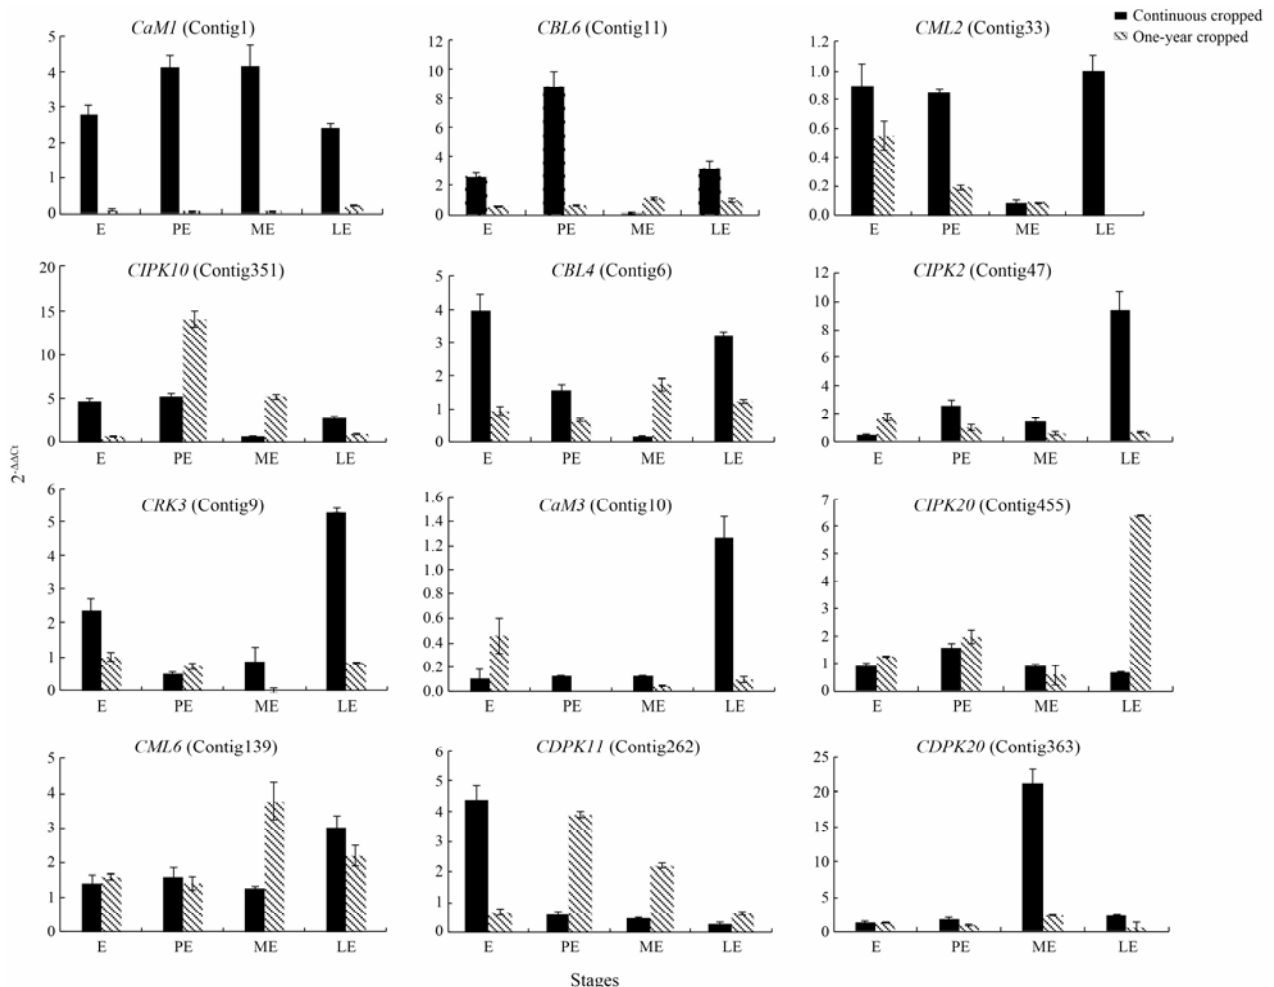 Continuous cropped
One-year cropped
CaM1 (Contig1)
5
4
3
2
1
0
E PE ME LE
CBL6 (Contig11)
12
10
8
6
4
2
0
E PE ME LE
CML2 (Contig33)
1.2
1.0
0.8
0.6
0.4
0.2
0.0
E PE ME LE
CIPK10 (Contig351)
20
15
10
5
0
E PE ME LE
CBL4 (Contig6)
5
4
3
2
1
0
E PE ME LE
CIPK2 (Contig47)
12
10
8
6
4
2
0
E PE ME LE
2-ΔΔCt
CRK3 (Contig9)
6
5
4
3
2
1
0
E PE ME LE
CaM3 (Contig10)
1.6
1.4
1.2
1.0
0.8
0.6
0.4
0.2
0.0
E PE ME LE
CIPK20 (Contig455)
7
6
5
4
3
2
1
0
E PE ME LE
CML6 (Contig139)
5
4
3
2
1
0
E PE ME LE
CDPK11 (Contig262)
6
5
4
3
2
1
0
E PE ME LE
CDPK20 (Contig363)
25
20
15
10
5
0
E PE ME LE
Stages